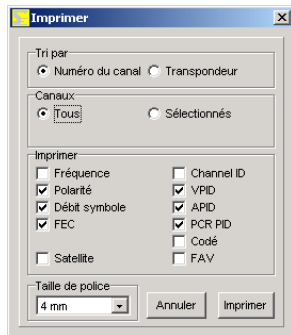 Imprimer
Tri par
Numéro du canal Transpondeur
Canaux
Tous Sélectionnés
Imprimer
Fréquence Channel ID
Polarité VPID
Débit symbole APID
FEC PCR PID
Codé
Satellite FAV
Taille de police
4 mm Annuler Imprimer